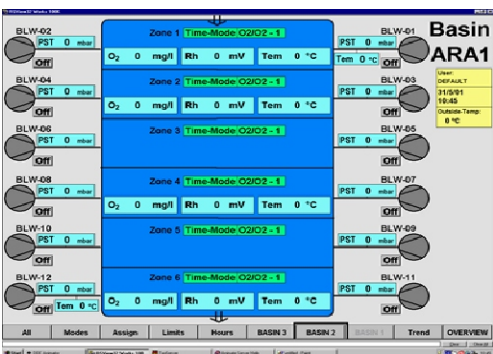 Basin
ARA1
User:
DEFAULT
31/5/01
10:45
Outside-Temp:
0 °C
BLW-02
PST 0 mbar
Off
Zone 1 Time-Mode O2/O2 - 1
O2 0 mg/l Rh 0 mV Tem 0 °C
BLW-01
PST 0 mbar
Tem 0 °C
Off
BLW-04
PST 0 mbar
Off
Zone 2 Time-Mode O2/O2 - 1
O2 0 mg/l Rh 0 mV Tem 0 °C
BLW-03
PST 0 mbar
Off
BLW-06
PST 0 mbar
Off
Zone 3 Time-Mode O2/O2 - 1
BLW-05
PST 0 mbar
Off
BLW-08
PST 0 mbar
Off
Zone 4 Time-Mode O2/O2 - 1
O2 0 mg/l Rh 0 mV Tem 0 °C
BLW-07
PST 0 mbar
Off
BLW-10
PST 0 mbar
Off
Zone 5 Time-Mode O2/O2 - 1
BLW-09
PST 0 mbar
Off
BLW-12
PST 0 mbar
Off
Tem 0 °C
Zone 6 Time-Mode O2/O2 - 1
O2 0 mg/l Rh 0 mV Tem 0 °C
BLW-11
PST 0 mbar
Off
All Modes Assign Limits Hours BASIN 3 BASIN 2 BASIN 1 Trend OVERVIEW